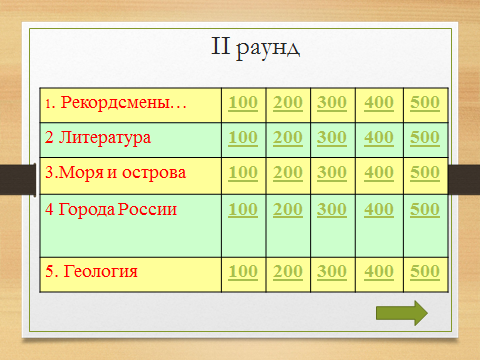 II раунд
1. Рекордсмены… 100 200 300 400 500
2 Литература 100 200 300 400 500
3.Моря и острова 100 200 300 400 500
4 Города России 100 200 300 400 500
5. Геология 100 200 300 400 500